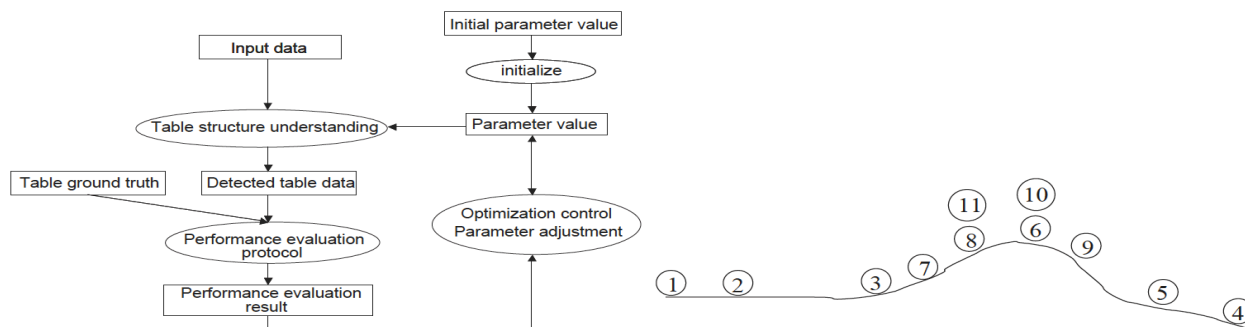 Initial parameter value
Input data
initialize
Table structure understanding
Parameter value
Table ground truth
Detected table data
Optimization control
Parameter adjustment
Performance evaluation
protocol
Performance evaluation
result
1
2
3
7
11
8
10
6
9
5
4